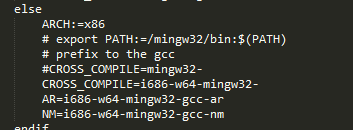 else
ARCH:=x86
# export PATH:=/mingw32/bin:$(PATH)
# prefix to the gcc
#CROSS_COMPILE=mingw32-
CROSS_COMPILE=i686-w64-mingw32-
AR=i686-w64-mingw32-gcc-ar
NM=i686-w64-mingw32-gcc-nm
endif